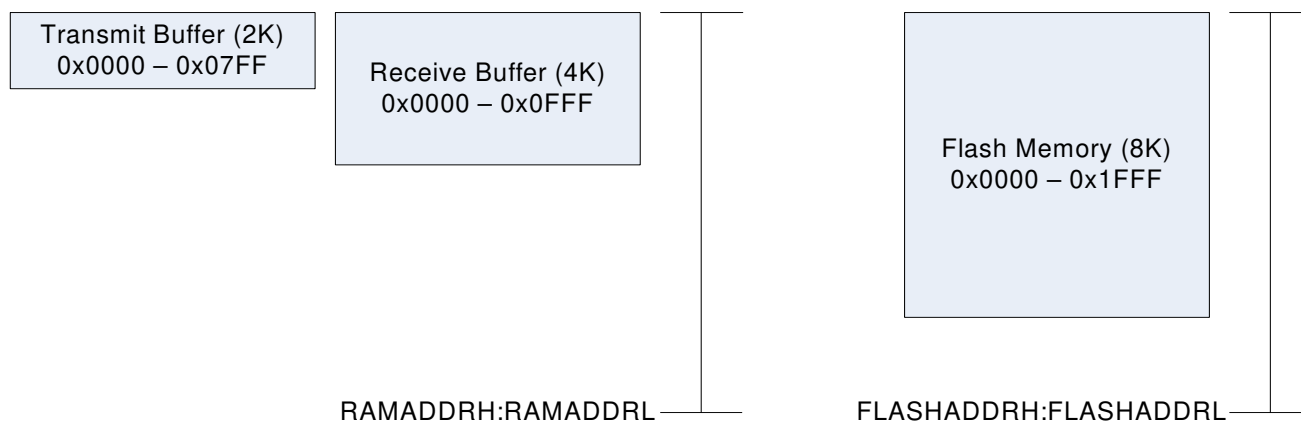 Transmit Buffer (2K)
0x0000 – 0x07FF
Receive Buffer (4K)
0x0000 – 0x0FFF
Flash Memory (8K)
0x0000 – 0x1FFF
RAMADDRH:RAMADDRL
FLASHADDRH:FLASHADDRL